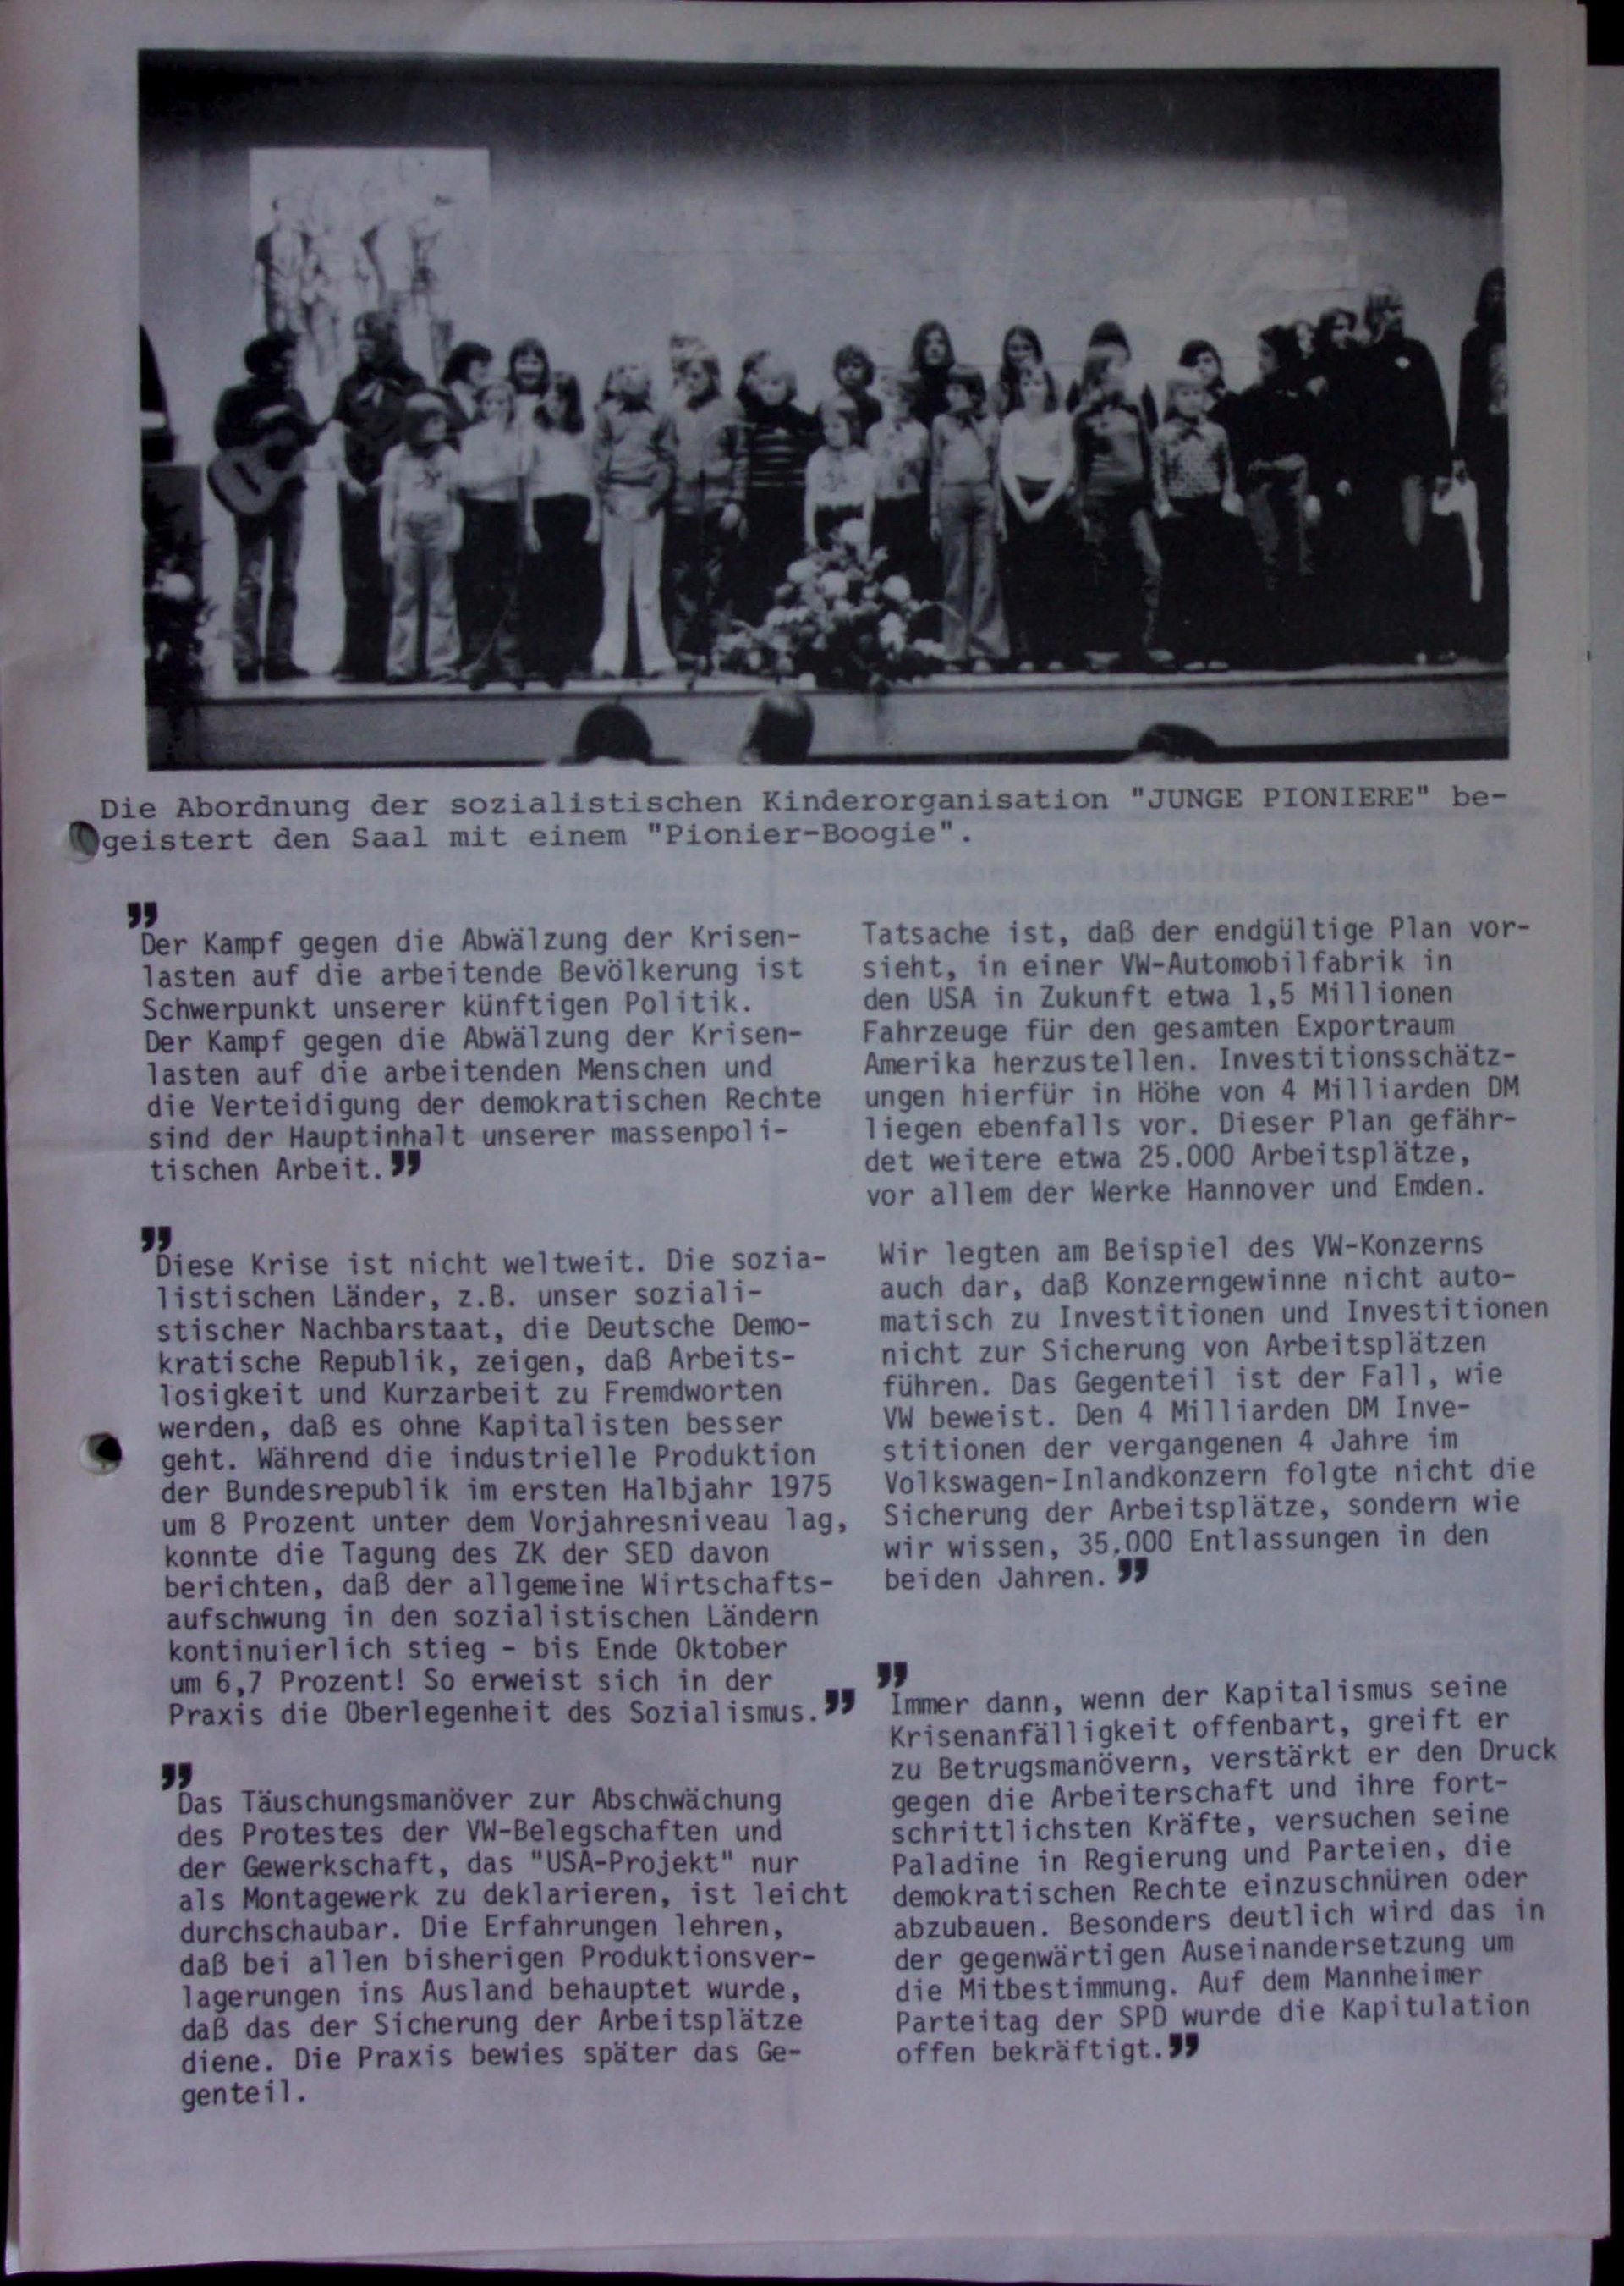 Die Abordnung der sozialistischen Kinderorganisation "JUNGE PIONIERE" be-
geistert den Saal mit einem "Pionier-Boogie".
"
Der Kampf gegen die Abwälzung der Krisen-
lasten auf die arbeitende Bevölkerung ist
Schwerpunkt unserer künftigen Politik.
Der Kampf gegen die Abwälzung der Krisen-
lasten auf die arbeitenden Menschen und
die Verteidigung der demokratischen Rechte
sind der Hauptinhalt unserer massenpoli-
tischen Arbeit."
"
Diese Krise ist nicht weltweit. Die sozia-
listischen Länder, z.B. unser soziali-
stischer Nachbarstaat, die Deutsche Demo-
kratische Republik, zeigen, daß Arbeits-
losigkeit und Kurzarbeit zu Fremdworten
werden, daß es ohne Kapitalisten besser
geht. Während die industrielle Produktion
der Bundesrepublik im ersten Halbjahr 1975
um 8 Prozent unter dem Vorjahresniveau lag,
konnte die Tagung des ZK der SED davon
berichten, daß der allgemeine Wirtschafts-
aufschwung in den sozialistischen Ländern
kontinuierlich stieg - bis Ende Oktober
um 6,7 Prozent! So erweist sich in der
Praxis die Oberlegenheit des Sozialismus."
"
Das Täuschungsmanöver zur Abschwächung
des Protestes der VW-Belegschaften und
der Gewerkschaft, das "USA-Projekt" nur
als Montagewerk zu deklarieren, ist leicht
durchschaubar. Die Erfahrungen lehren,
daß bei allen bisherigen Produktionsver-
lagerungen ins Ausland behauptet wurde,
daß das der Sicherung der Arbeitsplätze
diene. Die Praxis bewies später das Ge-
genteil.
Tatsache ist, daß der endgültige Plan vor-
sieht, in einer VW-Automobilfabrik in
den USA in Zukunft etwa 1,5 Millionen
Fahrzeuge für den gesamten Exportraum
Amerika herzustellen. Investitionsschätz-
ungen hierfür in Höhe von 4 Milliarden DM
liegen ebenfalls vor. Dieser Plan gefähr-
det weitere etwa 25.000 Arbeitsplätze,
vor allem der Werke Hannover und Emden.
Wir legten am Beispiel des VW-Konzerns
auch dar, daß Konzerngewinne nicht auto-
matisch zu Investitionen und Investitionen
nicht zur Sicherung von Arbeitsplätzen
führen. Das Gegenteil ist der Fall, wie
VW beweist. Den 4 Milliarden DM Inve-
stitionen der vergangenen 4 Jahre im
Volkswagen-Inlandkonzern folgte nicht die
Sicherung der Arbeitsplätze, sondern wie
wir wissen, 35.000 Entlassungen in den
beiden Jahren."
"
Immer dann, wenn der Kapitalismus seine
Krisenanfälligkeit offenbart, greift er
zu Betrugsmanövern, verstärkt er den Druck
gegen die Arbeiterschaft und ihre fort-
schrittlichsten Kräfte, versuchen seine
Paladine in Regierung und Parteien, die
demokratischen Rechte einzuschnüren oder
abzubauen. Besonders deutlich wird das in
der gegenwärtigen Auseinandersetzung um
die Mitbestimmung. Auf dem Mannheimer
Parteitag der SPD wurde die Kapitulation
offen bekräftigt."